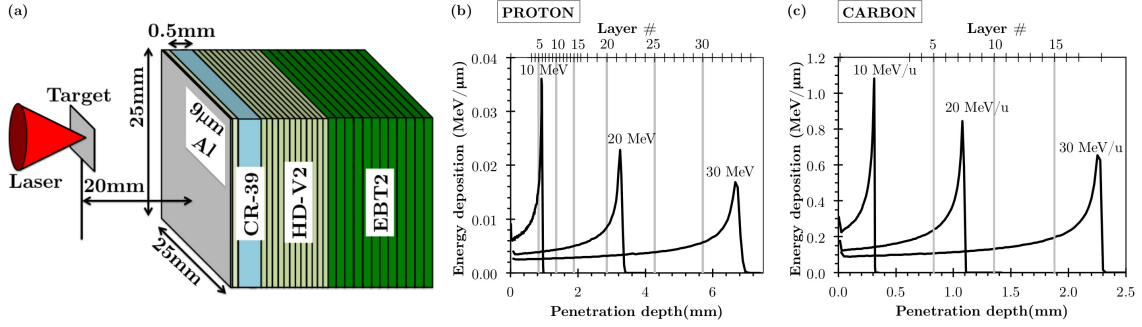 (a)
0.5mm
25mm
Target
9μm
Al
Laser
20mm
CR-39
HD-V2
EBT2
25mm
(b)
PROTON
Layer #
5 10 15 20 25 30
Energy deposition (MeV/μm)
0.04
0.03
0.02
0.01
0.00
10 MeV
20 MeV
30 MeV
0 2 4 6
Penetration depth(mm)
(c)
CARBON
Layer #
5 10 15
Energy deposition (MeV/μm)
1.2
1.0
0.8
0.6
0.4
0.2
0.0
10 MeV/u
20 MeV/u
30 MeV/u
0.0 0.5 1.0 1.5 2.0 2.5
Penetration depth(mm)